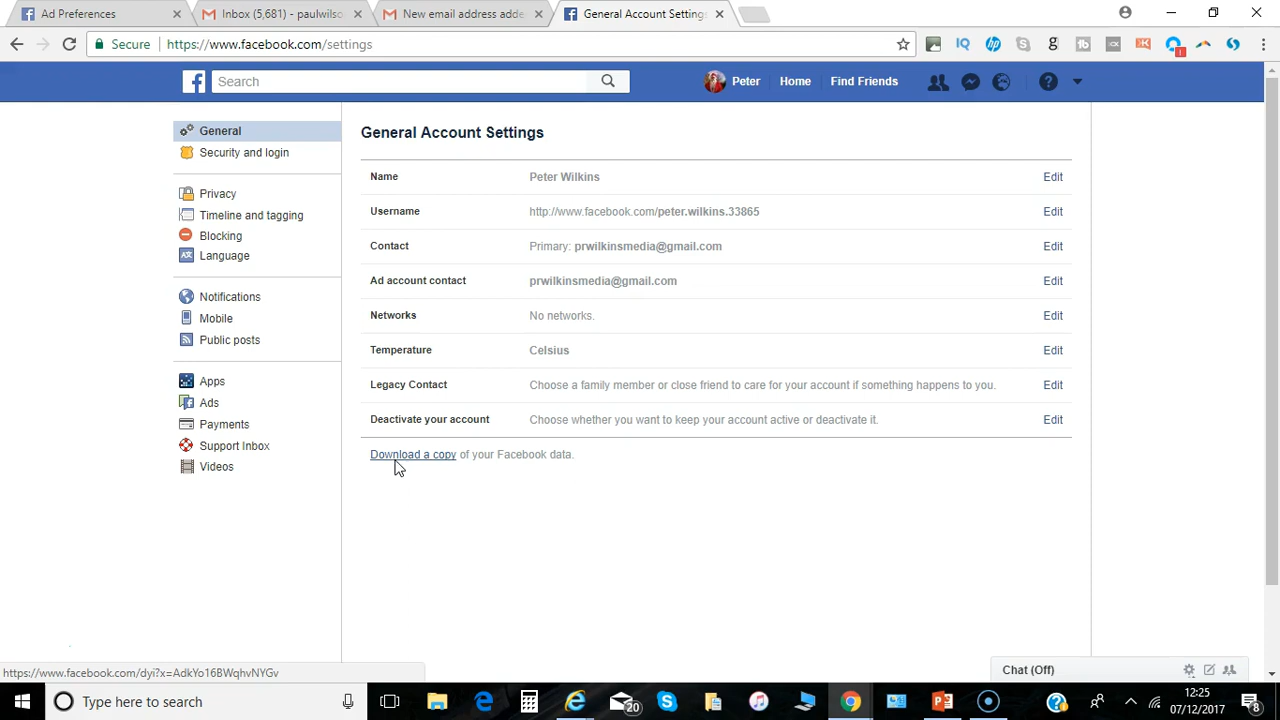 Ad Preferences
Inbox (5,681) - paulwilso
New email address adde
General Account Settings
Secure
https://www.facebook.com/settings
Search
Peter
Home
Find Friends
General
Security and login
Privacy
Timeline and tagging
Blocking
Language
Notifications
Mobile
Public posts
Apps
Ads
Payments
Support Inbox
Videos
General Account Settings
Name Peter Wilkins Edit
Username http://www.facebook.com/peter.wilkins.33865 Edit
Contact Primary: prwilkinsmedia@gmail.com Edit
Ad account contact prwilkinsmedia@gmail.com Edit
Networks No networks. Edit
Temperature Celsius Edit
Legacy Contact Choose a family member or close friend to care for your account if something happens to you. Edit
Deactivate your account Choose whether you want to keep your account active or deactivate it. Edit
Download a copy of your Facebook data.
https://www.facebook.com/dyi?x=AdkYo16BWqhvNYGv
Chat (Off)
Type here to search
20
12:25
07/12/2017
8